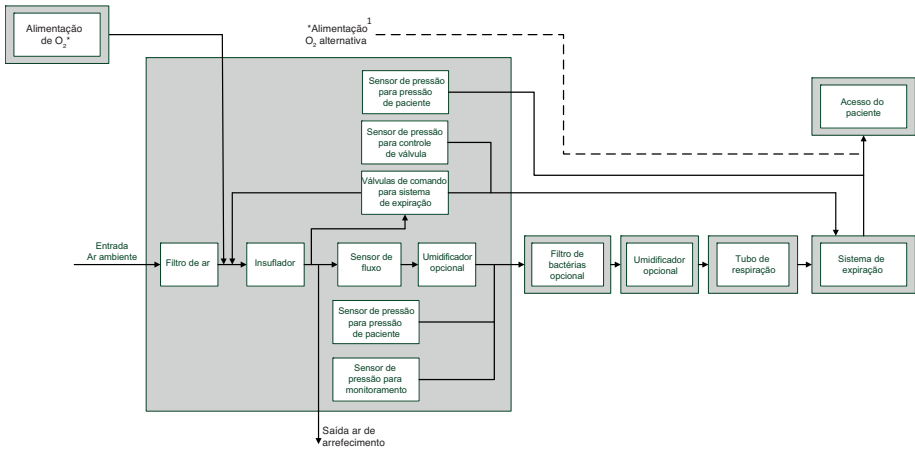 Alimentação
de O2*
*Alimentação1
O2 alternativa
Sensor de pressão
para pressão
de paciente
Acesso do
paciente
Sensor de pressão
para controle
de válvula
Válvulas de comando
para sistema
de expiração
Entrada
Ar ambiente
Filtro de ar
Insuflador
Sensor de
fluxo
Umidificador
opcional
Filtro de
bactérias
opcional
Umidificador
opcional
Tubo de
respiração
Sistema de
expiração
Sensor de pressão
para pressão
de paciente
Sensor de
pressão para
monitoramento
Saída ar de
arrefecimento